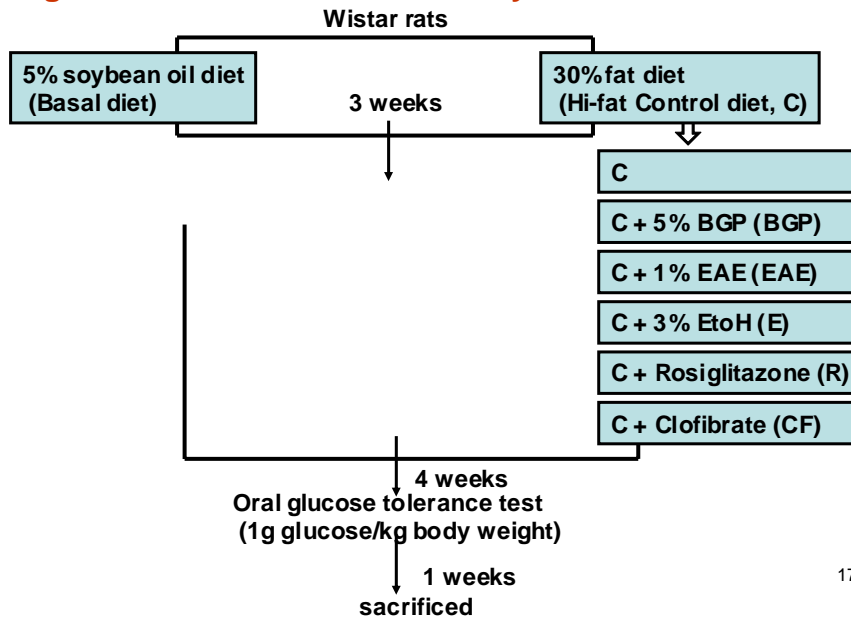 Wistar rats
5% soybean oil diet
(Basal diet)
30%fat diet
(Hi-fat Control diet, C)
3 weeks
C
C + 5% BGP (BGP)
C + 1% EAE (EAE)
C + 3% EtoH (E)
C + Rosiglitazone (R)
C + Clofibrate (CF)
4 weeks
Oral glucose tolerance test
(1g glucose/kg body weight)
1 weeks
sacrificed
17